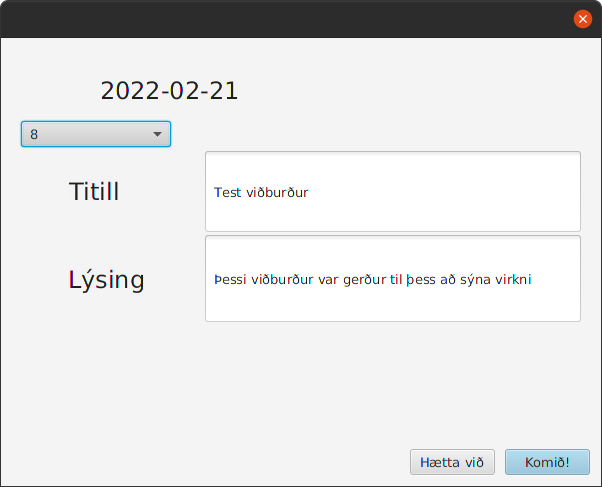 2022-02-21
8
Titill
Test viðburður
Lýsing
Þessi viðburður var gerður til þess að sýna virkni
Hætta við
Komið!